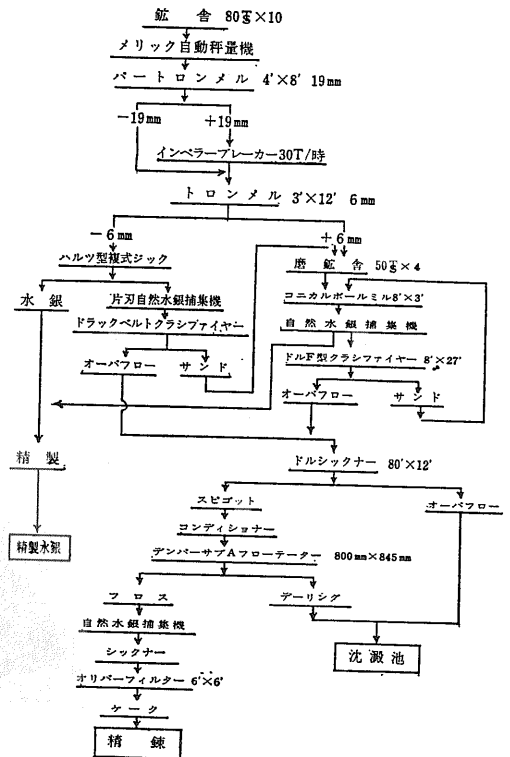 鉱舎 80㌧×10
メリック自動秤量機
バートロンメル 4'×8' 19mm
−19mm +19mm
インペラーブレーカー30T/時
トロンメル 3'×12' 6mm
−6mm +6mm
ハルツ型複式ジック 磨鉱舎 50㌧×4
水銀 片刃自然水銀捕集機 コニカルボールミル8'×3'
ドラックベルトクラシファイヤー 自然水銀捕集機
オーバフロー サンド ドルF型クラシファイヤー 8'×27'
オーバフロー サンド
精製 ドルシックナー 80'×12'
スピゴット オーバフロー
コンディショナー
精製水銀 デンバーサブAフローテーター 800mm×845mm
フロス テーリング
自然水銀捕集機
シックナー 沈澱池
オリバーフィルター 6'×6'
ケーク
精錬